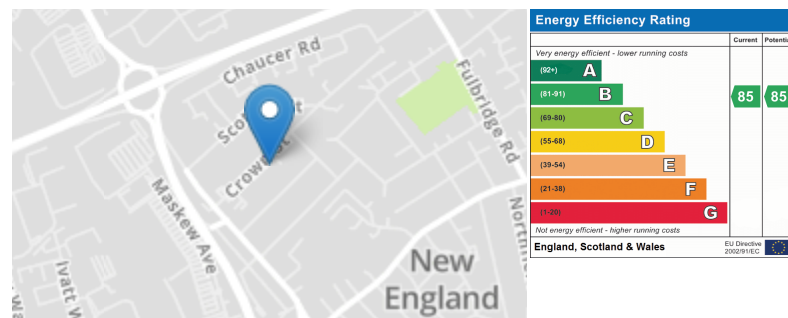 Chaucer Rd
Fulbridge Rd
Crown St
Maskew Ave
New
England
Energy Efficiency Rating
Current
Very energy efficient - lower running costs
(92+) A
(81-91) B
85 85
(69-80) C
(55-68) D
(39-54) E
(21-38) F
(1-20) G
Not energy efficient - higher running costs
England, Scotland & Wales
EU Directive
2002/91/EC